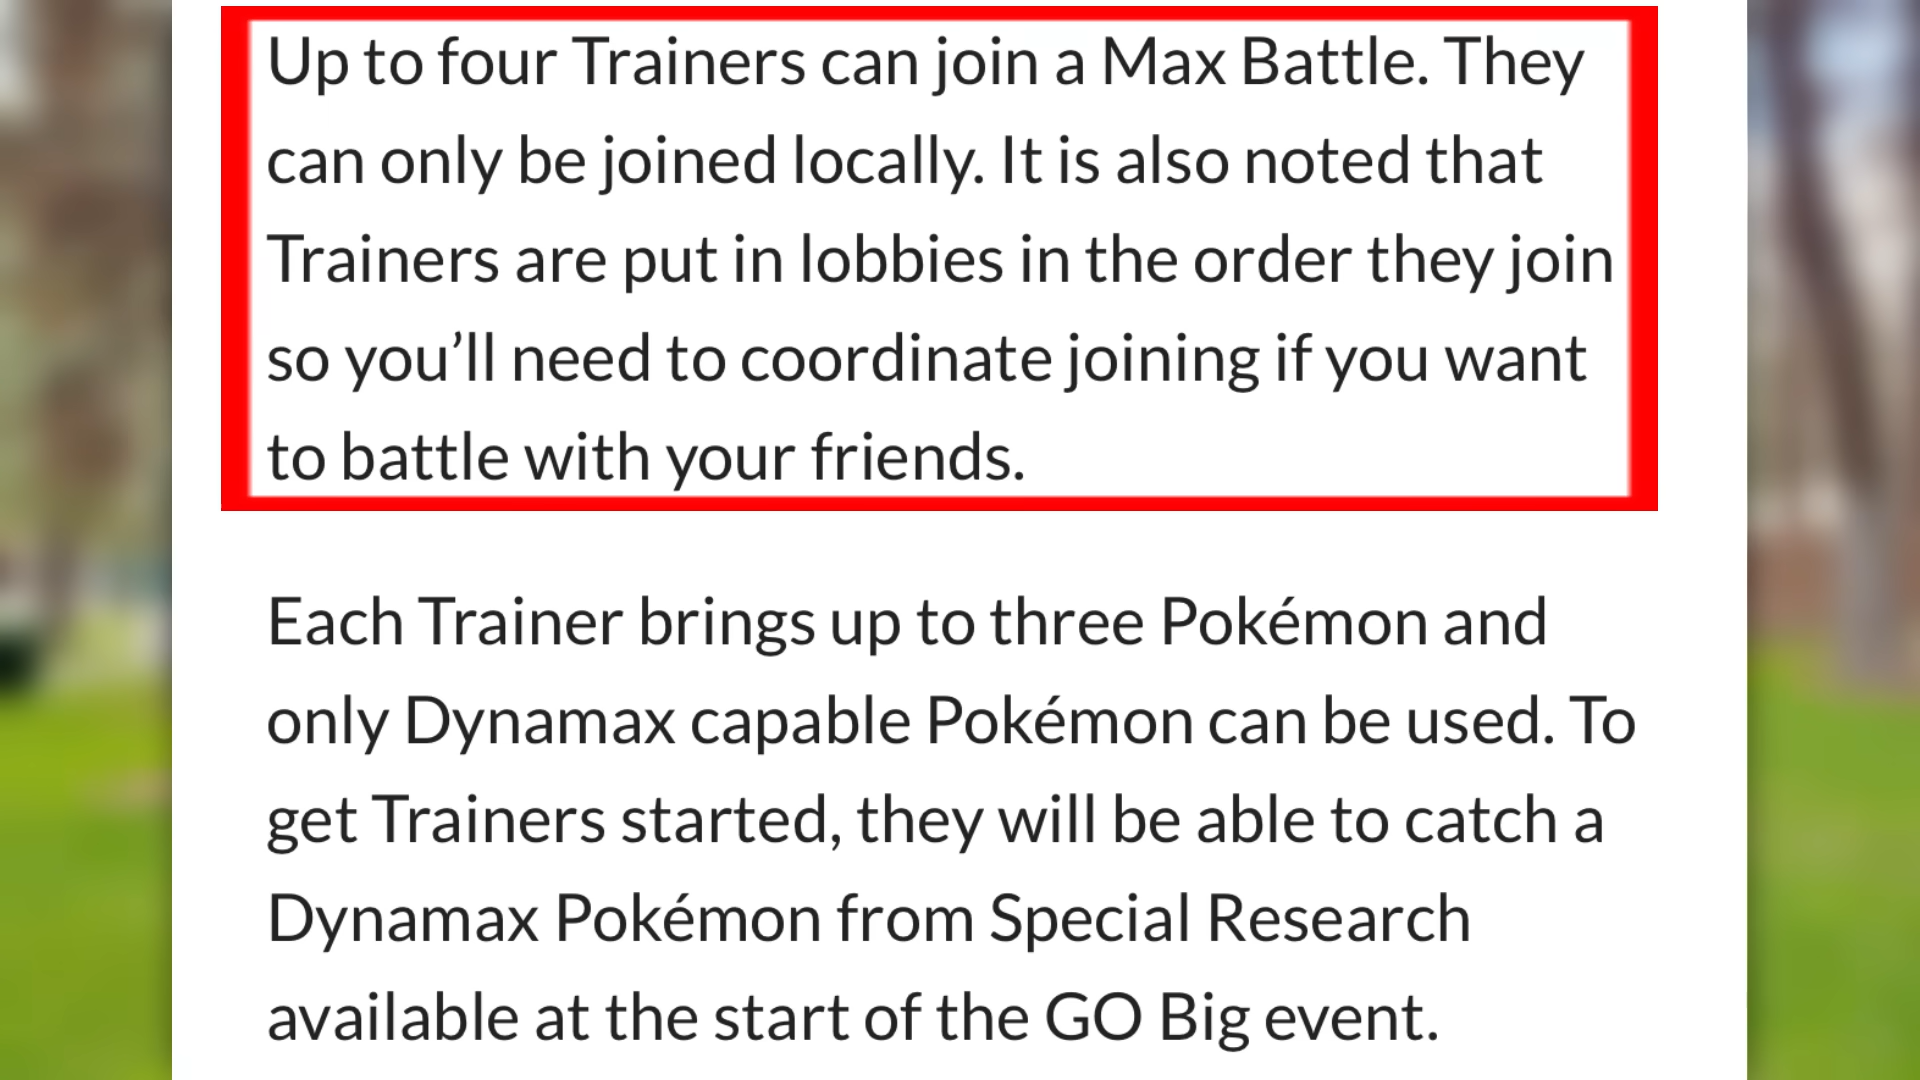 Up to four Trainers can join a Max Battle. They
can only be joined locally. It is also noted that
Trainers are put in lobbies in the order they join
so you’ll need to coordinate joining if you want
to battle with your friends.
Each Trainer brings up to three Pokémon and
only Dynamax capable Pokémon can be used. To
get Trainers started, they will be able to catch a
Dynamax Pokémon from Special Research
available at the start of the GO Big event.